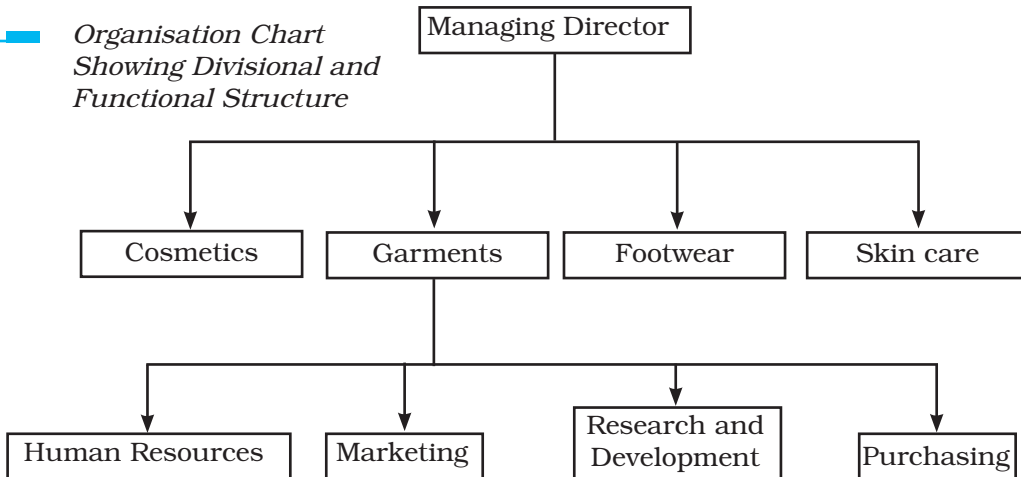 Organisation Chart
Showing Divisional and
Functional Structure
Managing Director
Cosmetics
Garments
Footwear
Skin care
Human Resources
Marketing
Research and
Development
Purchasing